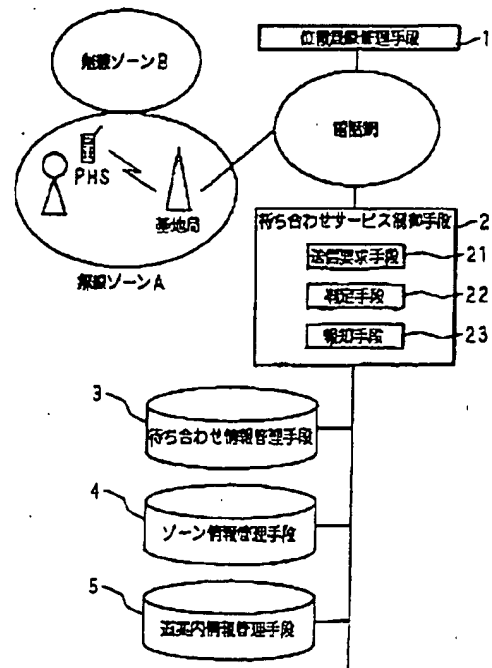 無線ゾーンB
位置登録管理手段
1
電話網
PHS
基地局
無線ゾーンA
待ち合わせサービス制御手段
2
送信要求手段
21
判定手段
22
報知手段
23
3
待ち合わせ情報管理手段
4
ゾーン情報管理手段
5
道案内情報管理手段